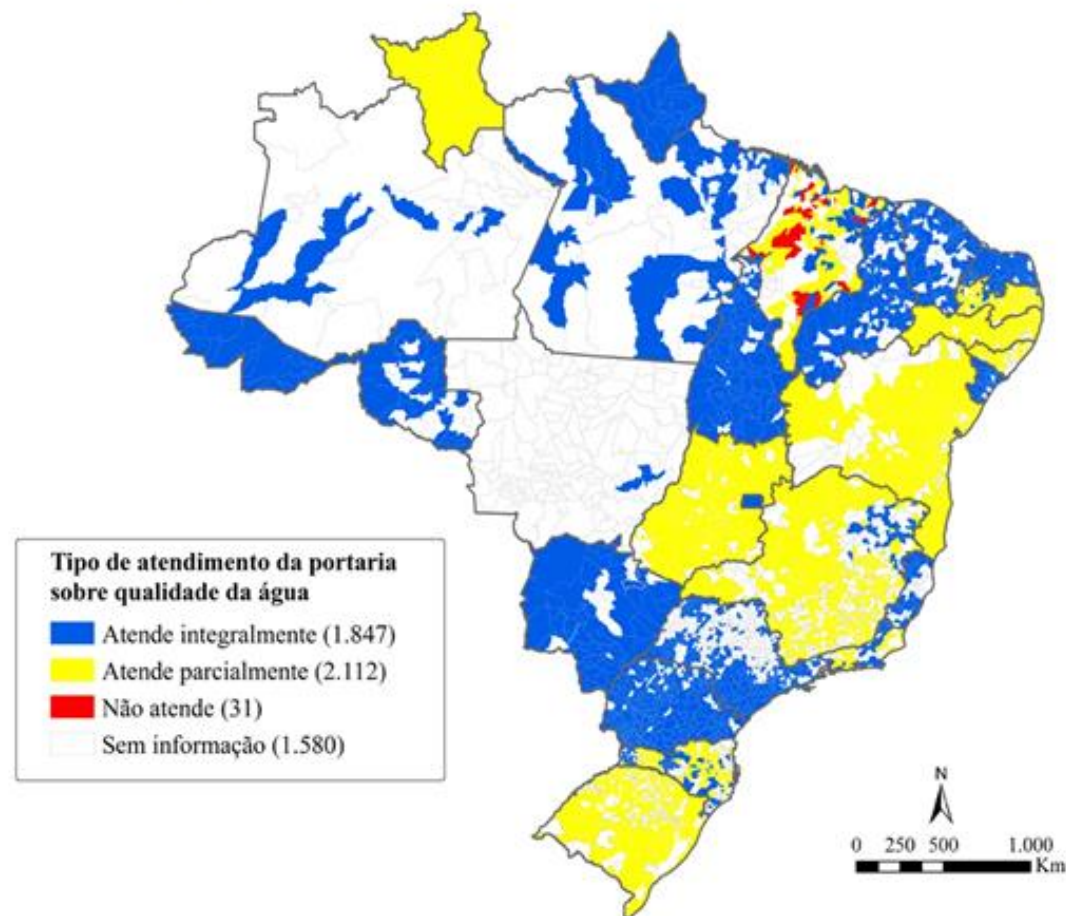 Tipo de atendimento da portaria
sobre qualidade da água
Atende integralmente (1.847)
Atende parcialmente (2.112)
Não atende (31)
Sem informação (1.580)
N
0 250 500 1.000
Km